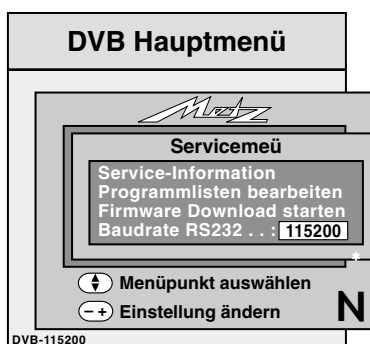 DVB Hauptmenü
Metz
Servicemeü
Service-Information
Programmlisten bearbeiten
Firmware Download starten
Baudrate RS232 . . : 115200
*
Menüpunkt auswählen
- + Einstellung ändern
N
DVB-115200